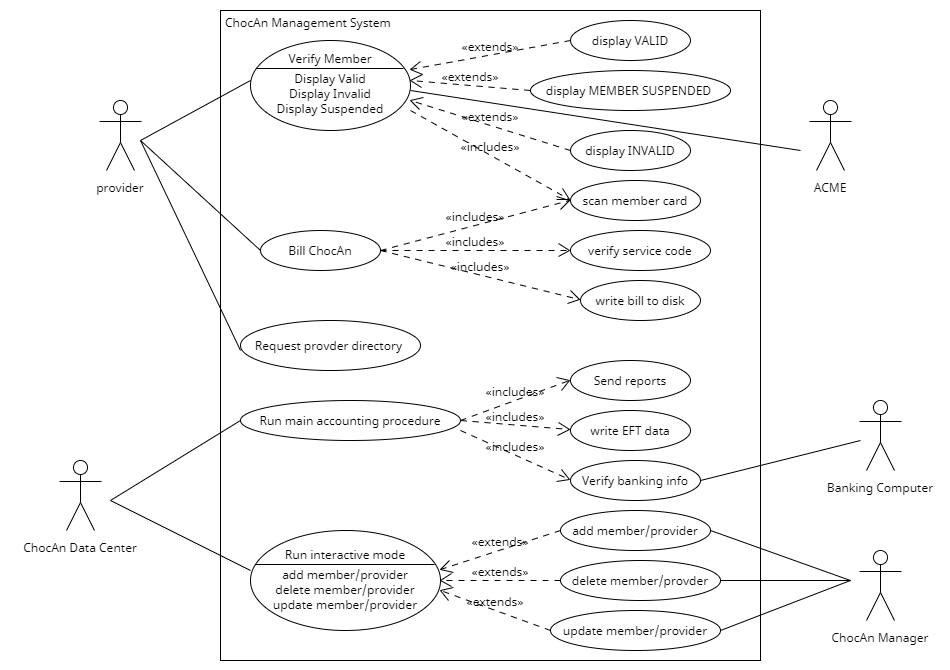 ChocAn Management System
Verify Member
Display Valid
Display Invalid
Display Suspended
«extends»
display VALID
«extends»
display MEMBER SUSPENDED
«extends»
display INVALID
«includes»
scan member card
provider
ACME
Bill ChocAn
«includes»
«includes»
verify service code
«includes»
write bill to disk
Request provder directory
Run main accounting procedure
«includes»
Send reports
«includes»
write EFT data
«includes»
Verify banking info
Banking Computer
ChocAn Data Center
Run interactive mode
add member/provider
delete member/provider
update member/provider
«extends»
add member/provider
«extends»
delete member/provder
«extends»
update member/provider
ChocAn Manager